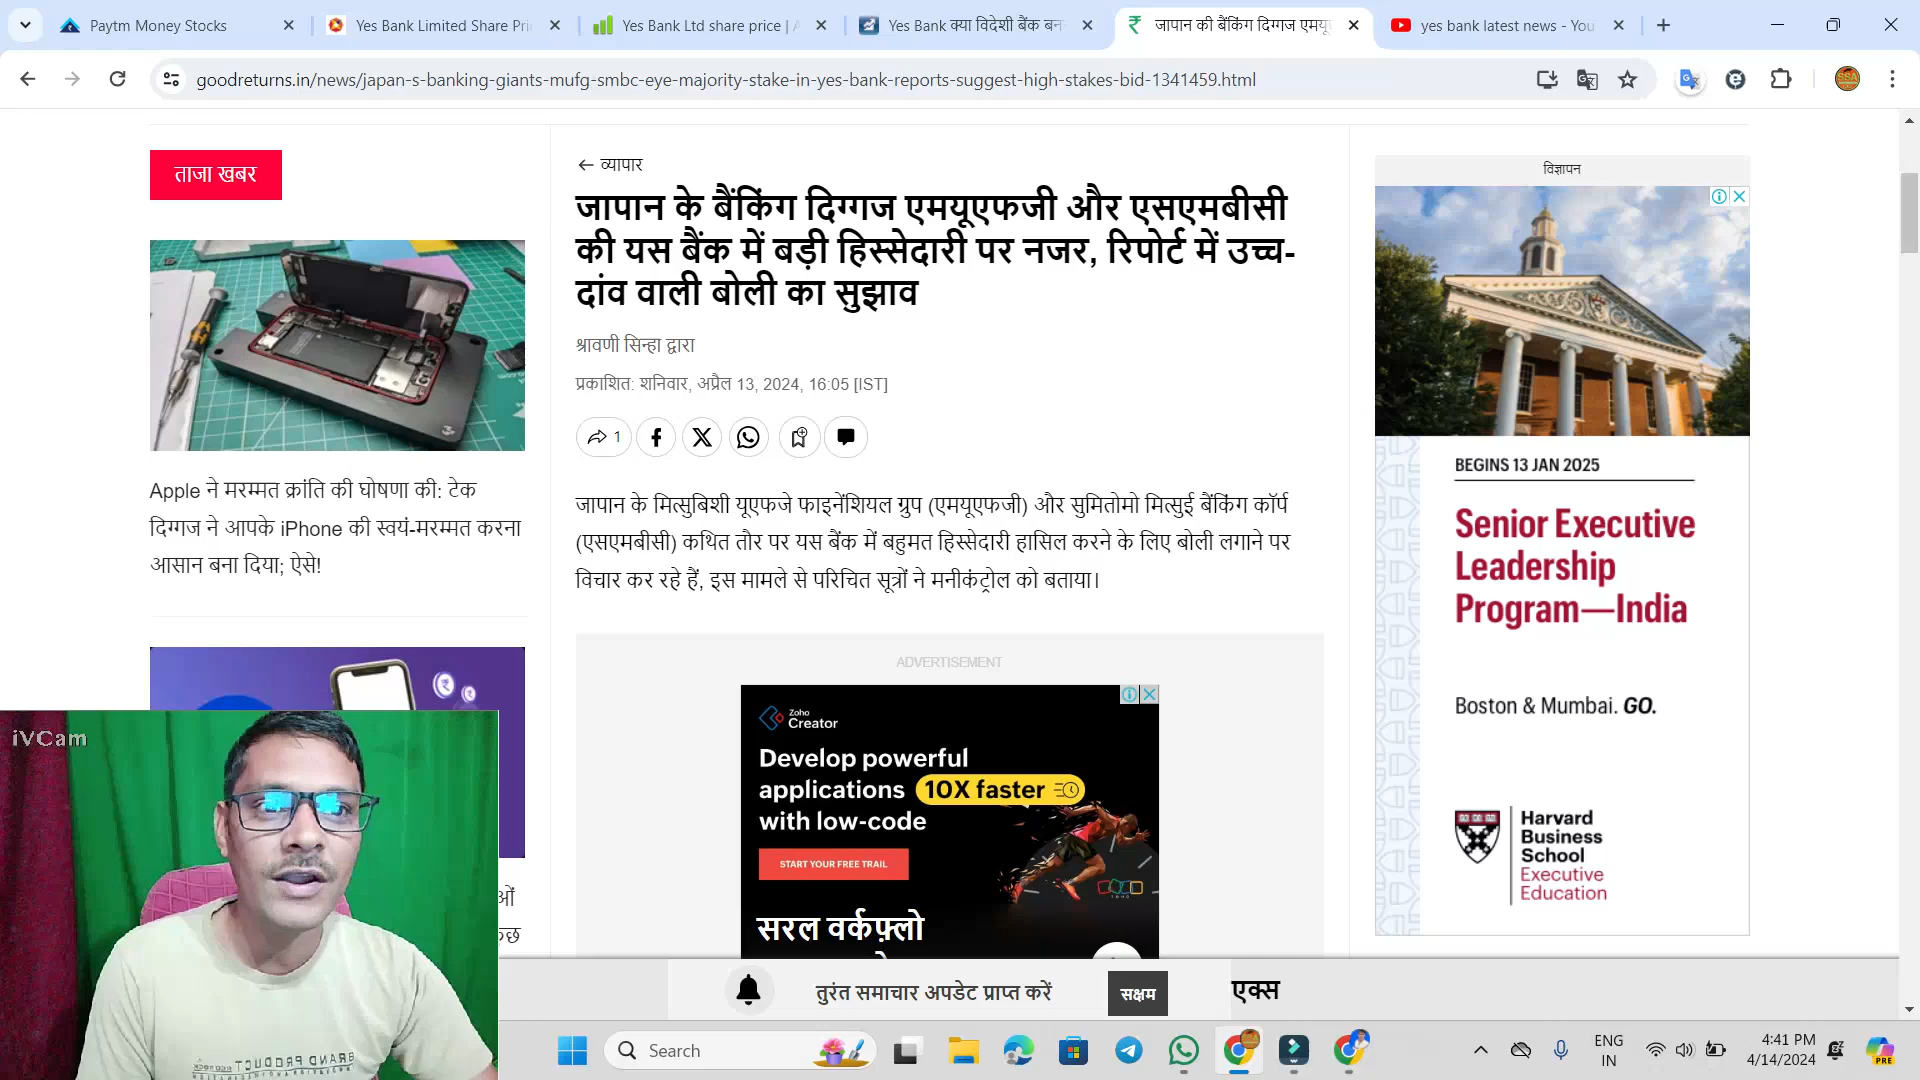 Paytm Money Stocks
Yes Bank Limited Share Pri
Yes Bank Ltd share price | A
Yes Bank क्या विदेशी बैंक बन
जापान की बैंकिंग दिग्गज एमयू
yes bank latest news - You
goodreturns.in/news/japan-s-banking-giants-mufg-smbc-eye-majority-stake-in-yes-bank-reports-suggest-high-stakes-bid-1341459.html
ताजा खबर
Apple ने मरम्मत क्रांति की घोषणा की: टेक
दिग्गज ने आपके iPhone की स्वयं-मरम्मत करना
आसान बना दिया; ऐसे!
← व्यापार
जापान के बैंकिंग दिग्गज एमयूएफजी और एसएमबीसी
की यस बैंक में बड़ी हिस्सेदारी पर नजर, रिपोर्ट में उच्च-
दांव वाली बोली का सुझाव
श्रावणी सिन्हा द्वारा
प्रकाशित: शनिवार, अप्रैल 13, 2024, 16:05 [IST]
1
जापान के मित्सुबिशी यूएफजे फाइनेंशियल ग्रुप (एमयूएफजी) और सुमितोमो मित्सुई बैंकिंग कॉर्प
(एसएमबीसी) कथित तौर पर यस बैंक में बहुमत हिस्सेदारी हासिल करने के लिए बोली लगाने पर
विचार कर रहे हैं, इस मामले से परिचित सूत्रों ने मनीकंट्रोल को बताया।
ADVERTISEMENT
Zoho
Creator
Develop powerful
applications 10X faster
with low-code
START YOUR FREE TRAIL
ZOHO
सरल वर्कफ़्लो
विज्ञापन
BEGINS 13 JAN 2025
Senior Executive
Leadership
Program—India
Boston & Mumbai. GO.
Harvard
Business
School
Executive
Education
iVCam
BRAND PRODUCT
तुरंत समाचार अपडेट प्राप्त करें
सक्षम
एक्स
Search
ENG
IN
4:41 PM
4/14/2024
PRE